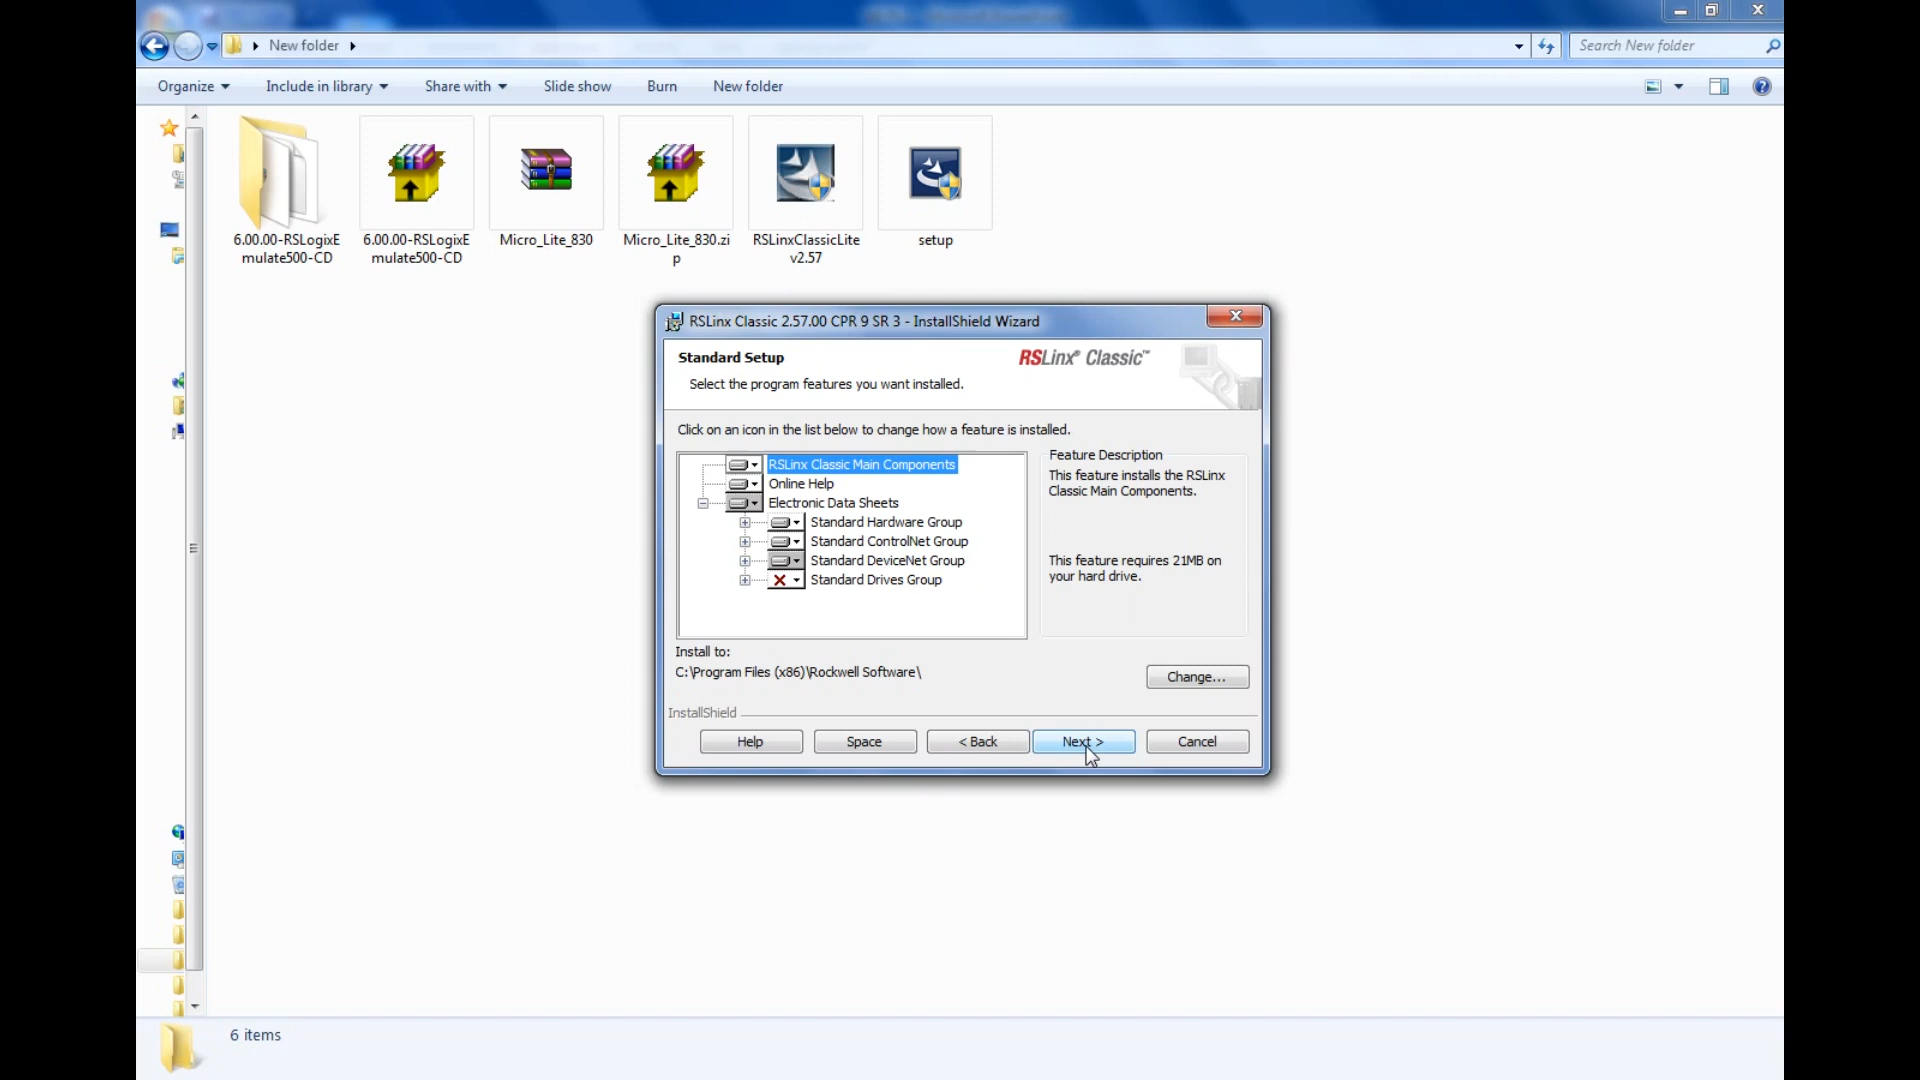 New folder
Search New folder
Organize
Include in library
Share with
Slide show
Burn
New folder
6.00.00-RSLogixE
mulate500-CD
6.00.00-RSLogixE
mulate500-CD
Micro_Lite_830
Micro_Lite_830.zi
p
RSLinxClassicLite
v2.57
setup
RSLinx Classic 2.57.00 CPR 9 SR 3 - InstallShield Wizard
Standard Setup
RSLinx® Classic™
Select the program features you want installed.
Click on an icon in the list below to change how a feature is installed.
RSLinx Classic Main Components
Online Help
Electronic Data Sheets
Standard Hardware Group
Standard ControlNet Group
Standard DeviceNet Group
Standard Drives Group
Feature Description
This feature installs the RSLinx
Classic Main Components.
This feature requires 21MB on
your hard drive.
Install to:
C:\Program Files (x86)\Rockwell Software\
Change...
InstallShield
Help
Space
< Back
Next >
Cancel
6 items